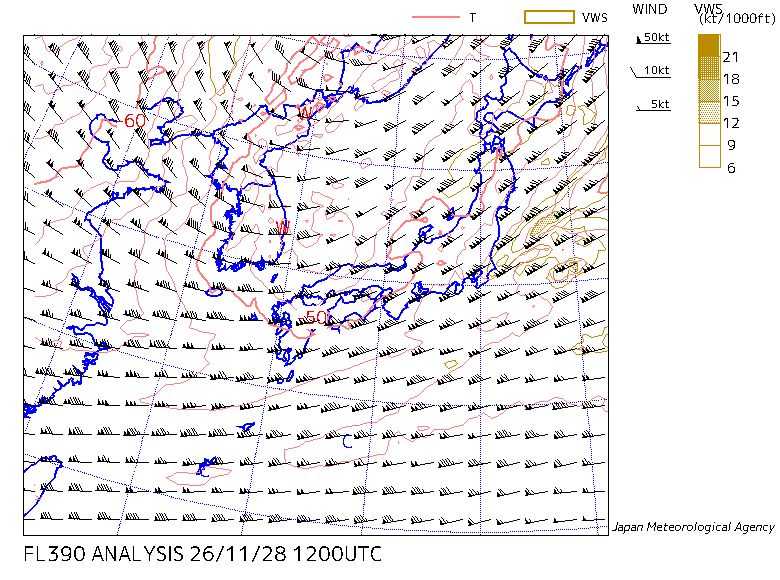 T
VWS
WIND
50kt
10kt
5kt
VWS
(kt/1000ft)
21
18
15
12
9
6
-60
W
W
-50
C
C
Japan Meteorological Agency
FL390 ANALYSIS 26/11/28 1200UTC